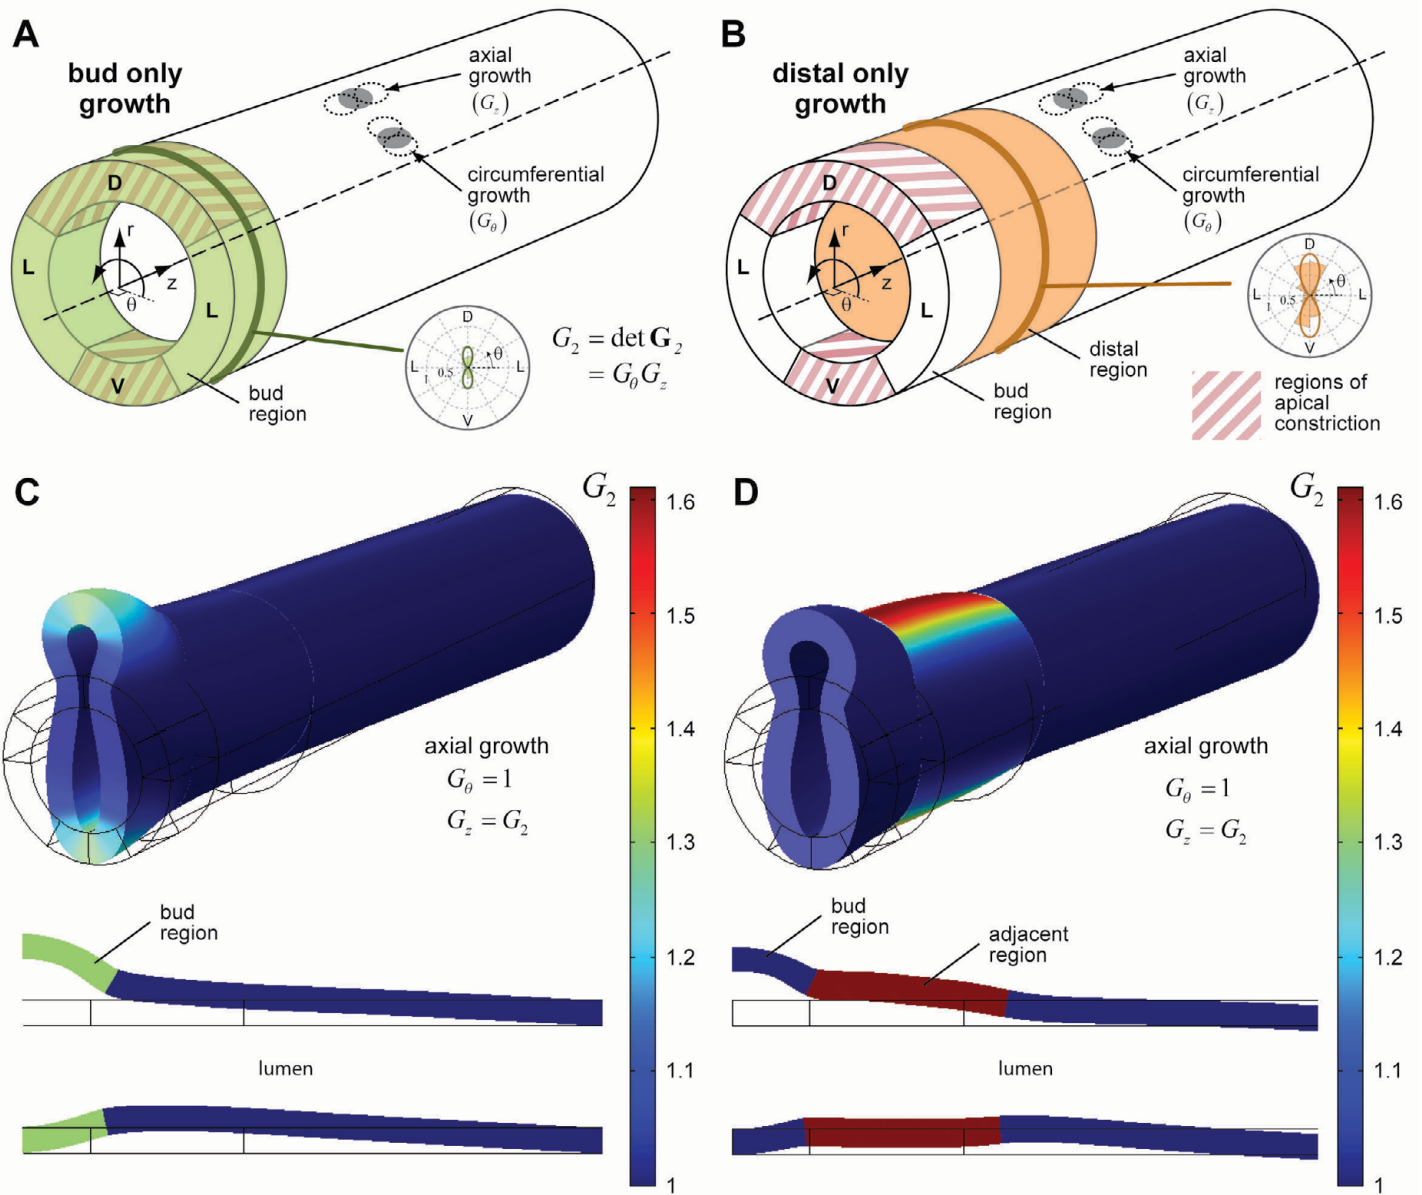 A
bud only
growth
axial
growth
(G_z)
circumferential
growth
(G_θ)
D
L
L
V
r
z
θ
bud
region
D
L
L
V
1
0.5
θ
G_2 = det G_2
= G_θ G_z
B
distal only
growth
axial
growth
(G_z)
circumferential
growth
(G_θ)
D
L
L
V
r
z
θ
bud
region
distal
region
D
L
L
V
1
0.5
θ
regions of
apical
constriction
C
G_2
1.6
1.5
1.4
1.3
1.2
1.1
1
axial growth
G_θ = 1
G_z = G_2
bud
region
lumen
D
G_2
1.6
1.5
1.4
1.3
1.2
1.1
1
axial growth
G_θ = 1
G_z = G_2
bud
region
adjacent
region
lumen